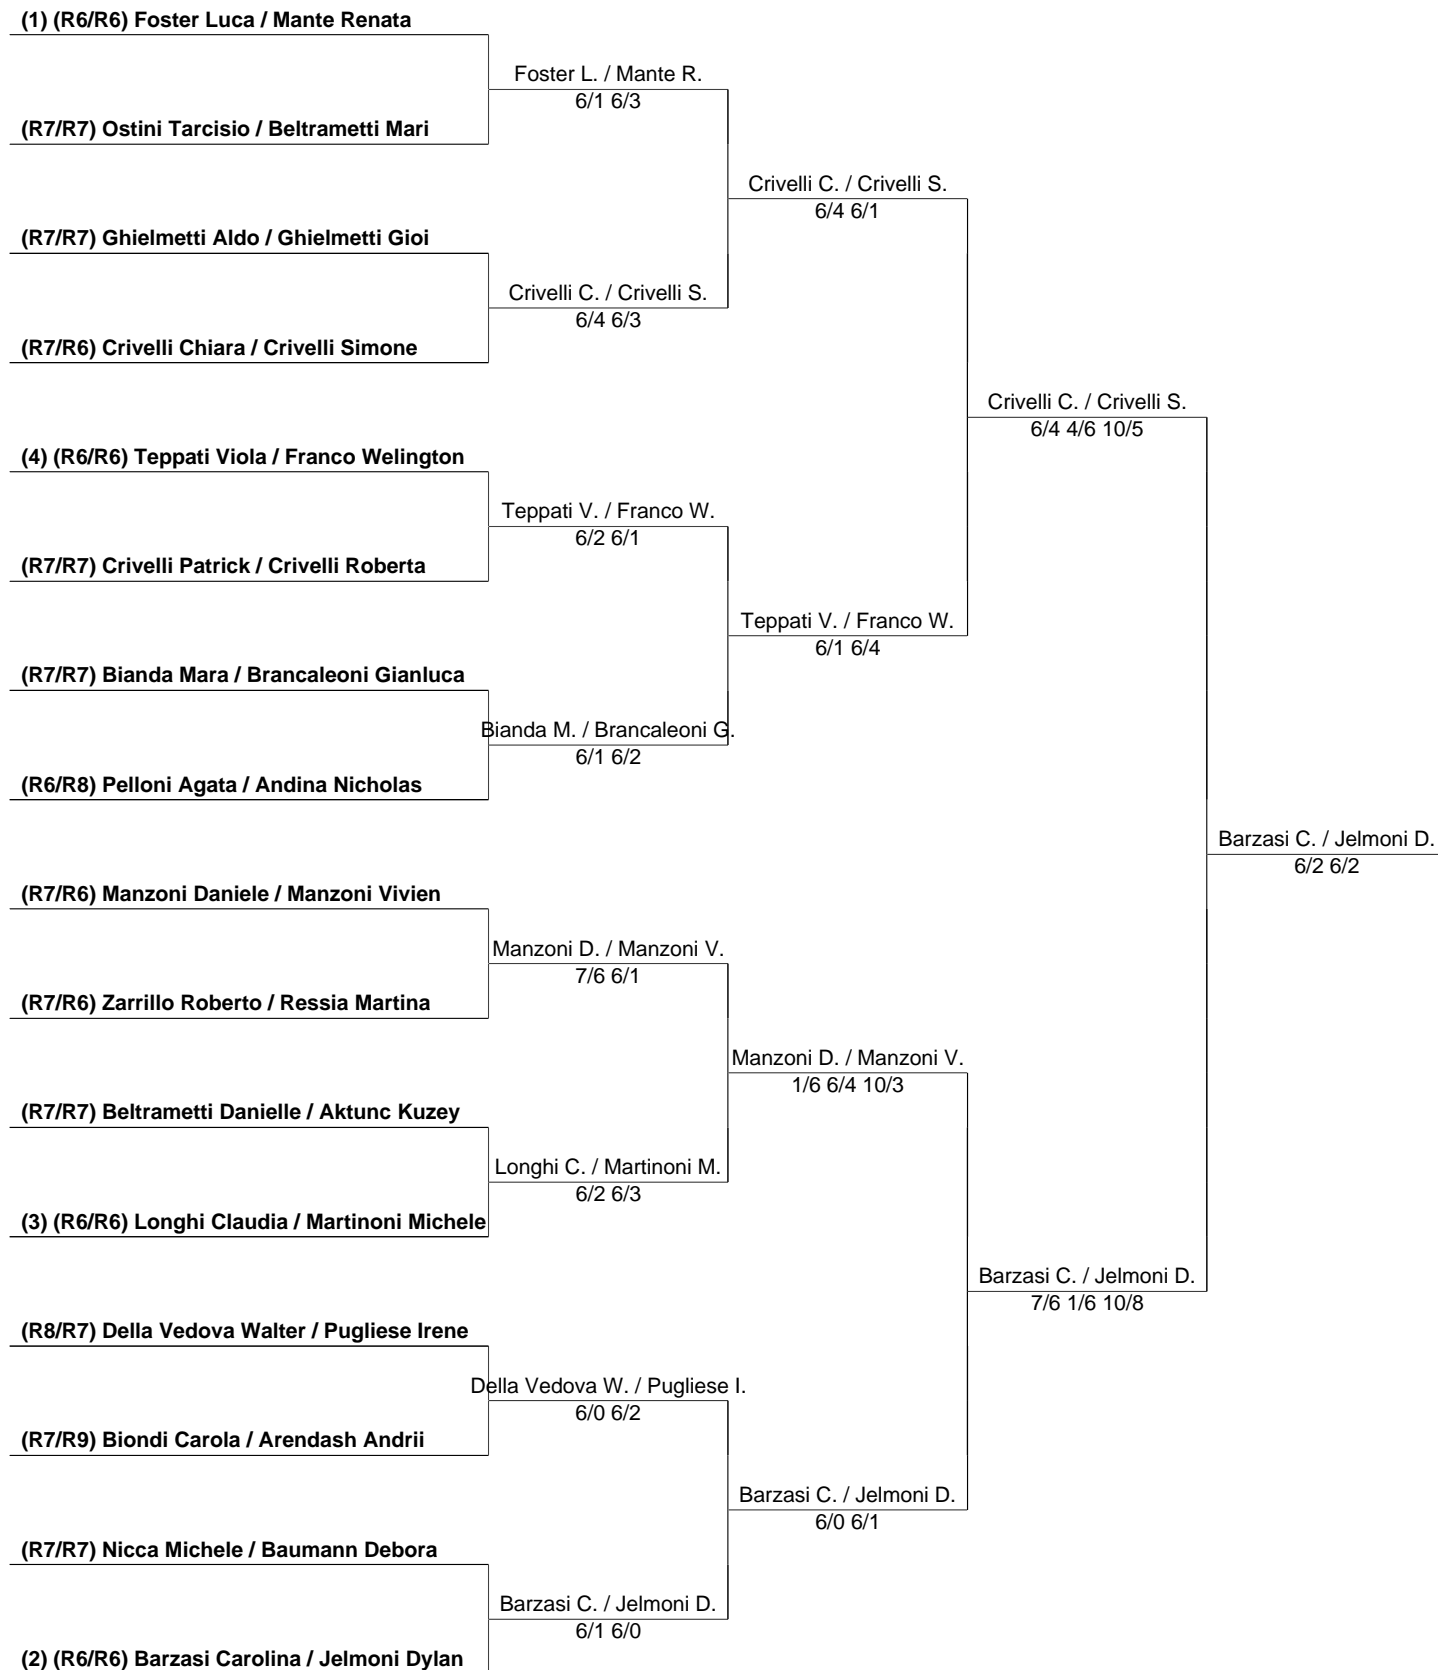 (1) (R6/R6) Foster Luca / Mante Renata
Foster L. / Mante R.
6/1 6/3
(R7/R7) Ostini Tarcisio / Beltrametti Mari
Crivelli C. / Crivelli S.
6/4 6/1
(R7/R7) Ghielmetti Aldo / Ghielmetti Gioi
Crivelli C. / Crivelli S.
6/4 6/3
(R7/R6) Crivelli Chiara / Crivelli Simone
Crivelli C. / Crivelli S.
6/4 4/6 10/5
(4) (R6/R6) Teppati Viola / Franco Welington
Teppati V. / Franco W.
6/2 6/1
(R7/R7) Crivelli Patrick / Crivelli Roberta
Teppati V. / Franco W.
6/1 6/4
(R7/R7) Bianda Mara / Brancaleoni Gianluca
Bianda M. / Brancaleoni G.
6/1 6/2
(R6/R8) Pelloni Agata / Andina Nicholas
Barzasi C. / Jelmoni D.
6/2 6/2
(R7/R6) Manzoni Daniele / Manzoni Vivien
Manzoni D. / Manzoni V.
7/6 6/1
(R7/R6) Zarrillo Roberto / Ressia Martina
Manzoni D. / Manzoni V.
1/6 6/4 10/3
(R7/R7) Beltrametti Danielle / Aktunc Kuzey
Longhi C. / Martinoni M.
6/2 6/3
(3) (R6/R6) Longhi Claudia / Martinoni Michele
Barzasi C. / Jelmoni D.
7/6 1/6 10/8
(R8/R7) Della Vedova Walter / Pugliese Irene
Della Vedova W. / Pugliese I.
6/0 6/2
(R7/R9) Biondi Carola / Arendash Andrii
Barzasi C. / Jelmoni D.
6/0 6/1
(R7/R7) Nicca Michele / Baumann Debora
Barzasi C. / Jelmoni D.
6/1 6/0
(2) (R6/R6) Barzasi Carolina / Jelmoni Dylan